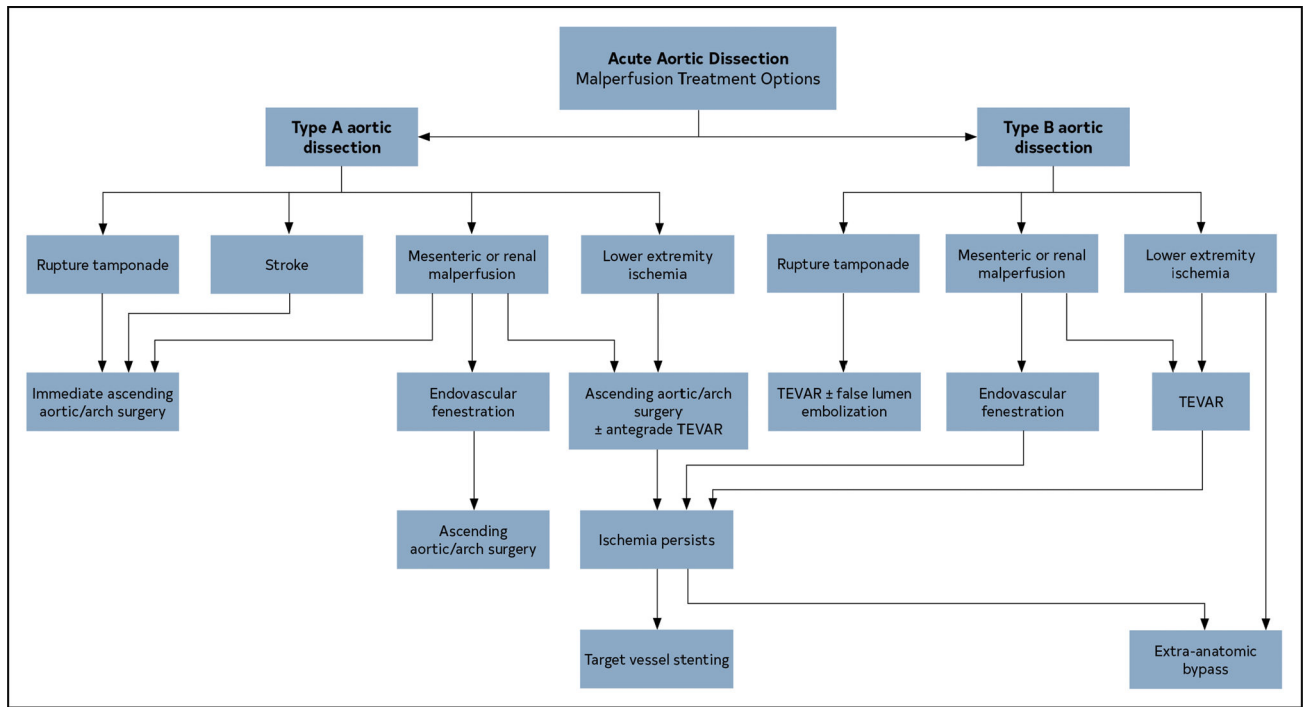 Acute Aortic Dissection
Malperfusion Treatment Options
Type A aortic
dissection
Type B aortic
dissection
Rupture tamponade
Stroke
Mesenteric or renal
malperfusion
Lower extremity
ischemia
Rupture tamponade
Mesenteric or renal
malperfusion
Lower extremity
ischemia
Immediate ascending
aortic/arch surgery
Endovascular
fenestration
Ascending aortic/arch
surgery
± antegrade TEVAR
TEVAR ± false lumen
embolization
Endovascular
fenestration
TEVAR
Ascending
aortic/arch surgery
Ischemia persists
Target vessel stenting
Extra-anatomic
bypass